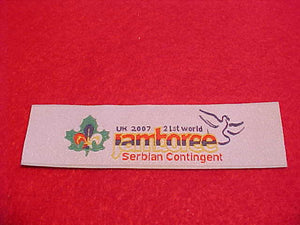 UK 2007 21st world
jamboree
Serbian Contingent